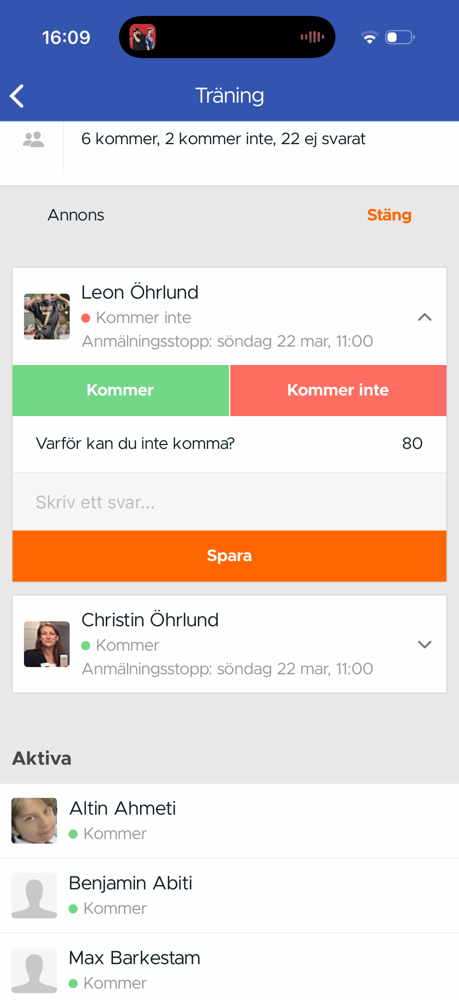 16:09
Träning
6 kommer, 2 kommer inte, 22 ej svarat
Annons
Stäng
7
Leon Öhrlund
Kommer inte
Anmälningsstopp: söndag 22 mar, 11:00
Kommer
Kommer inte
Varför kan du inte komma?
80
Skriv ett svar...
Spara
Christin Öhrlund
Kommer
Anmälningsstopp: söndag 22 mar, 11:00
Aktiva
Altin Ahmeti
Kommer
Benjamin Abiti
Kommer
Max Barkestam
Kommer